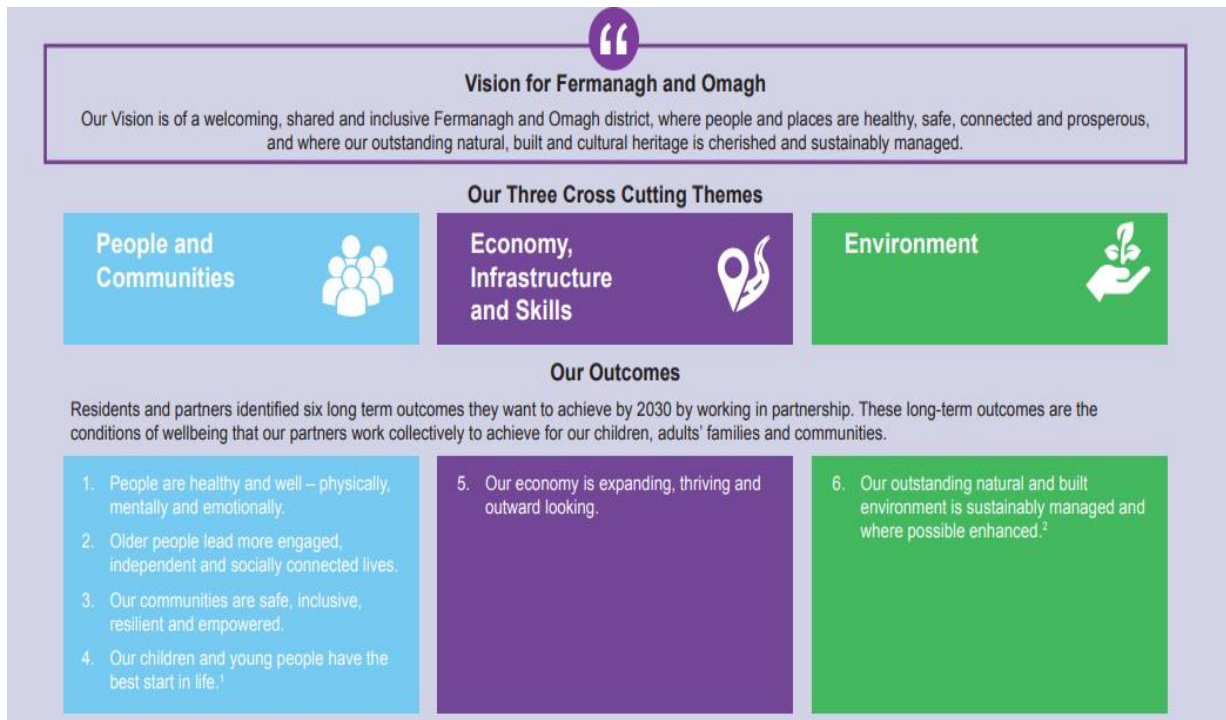 Vision for Fermanagh and Omagh
Our Vision is of a welcoming, shared and inclusive Fermanagh and Omagh district, where people and places are healthy, safe, connected and prosperous,
and where our outstanding natural, built and cultural heritage is cherished and sustainably managed.
Our Three Cross Cutting Themes
People and
Communities
Economy,
Infrastructure
and Skills
Environment
Our Outcomes
Residents and partners identified six long term outcomes they want to achieve by 2030 by working in partnership. These long-term outcomes are the
conditions of wellbeing that our partners work collectively to achieve for our children, adults’ families and communities.
1. People are healthy and well – physically,
mentally and emotionally.
2. Older people lead more engaged,
independent and socially connected lives.
3. Our communities are safe, inclusive,
resilient and empowered.
4. Our children and young people have the
best start in life.¹
5. Our economy is expanding, thriving and
outward looking.
6. Our outstanding natural and built
environment is sustainably managed and
where possible enhanced.²